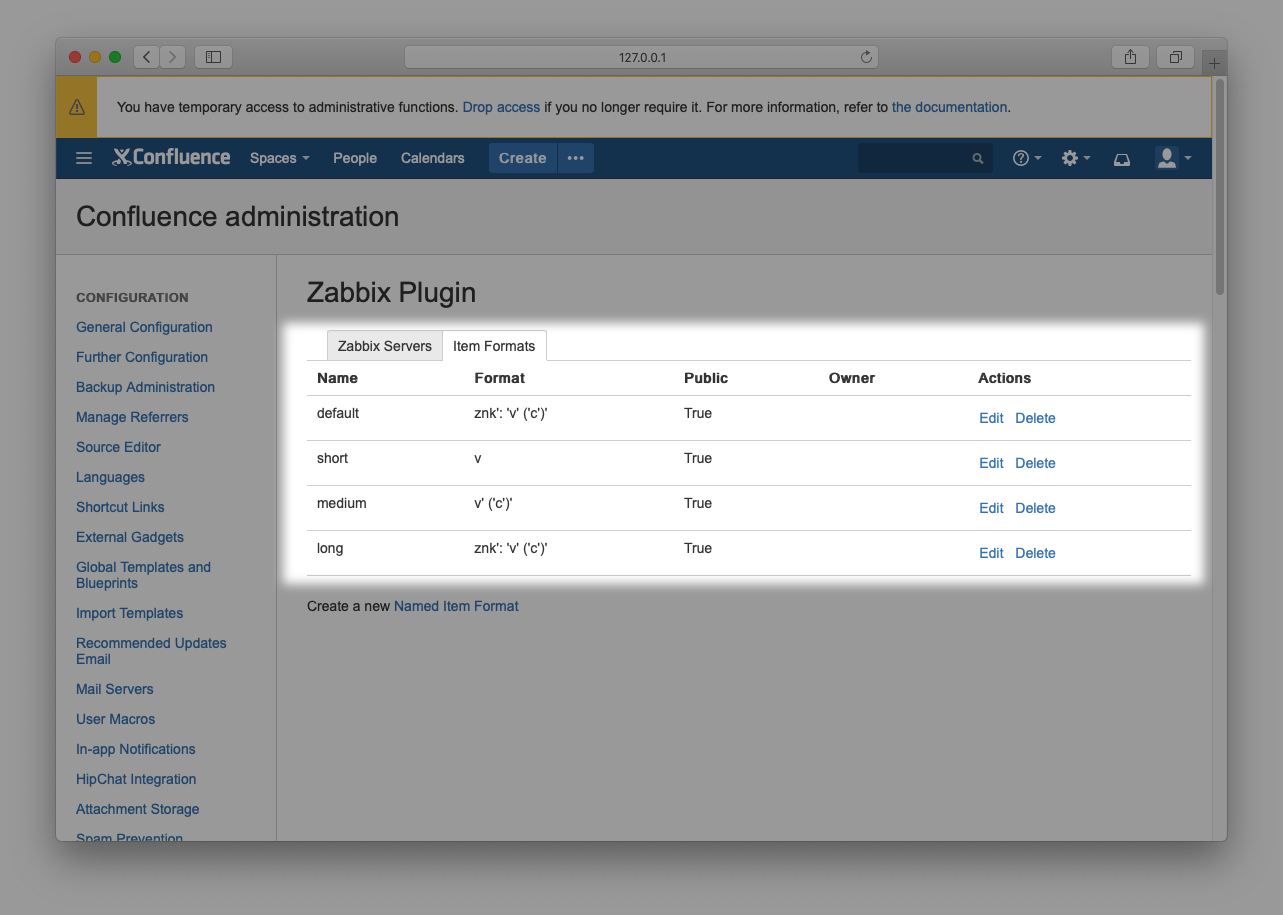 127.0.0.1
You have temporary access to administrative functions. Drop access if you no longer require it. For more information, refer to the documentation.
Confluence Spaces People Calendars Create
Confluence administration
CONFIGURATION
General Configuration
Further Configuration
Backup Administration
Manage Referrers
Source Editor
Languages
Shortcut Links
External Gadgets
Global Templates and
Blueprints
Import Templates
Recommended Updates
Email
Mail Servers
User Macros
In-app Notifications
HipChat Integration
Attachment Storage
Spam Prevention
Zabbix Plugin
Zabbix Servers Item Formats
Name Format Public Owner Actions
default znk': 'v' ('c')' True Edit Delete
short v True Edit Delete
medium v' ('c')' True Edit Delete
long znk': 'v' ('c')' True Edit Delete
Create a new Named Item Format